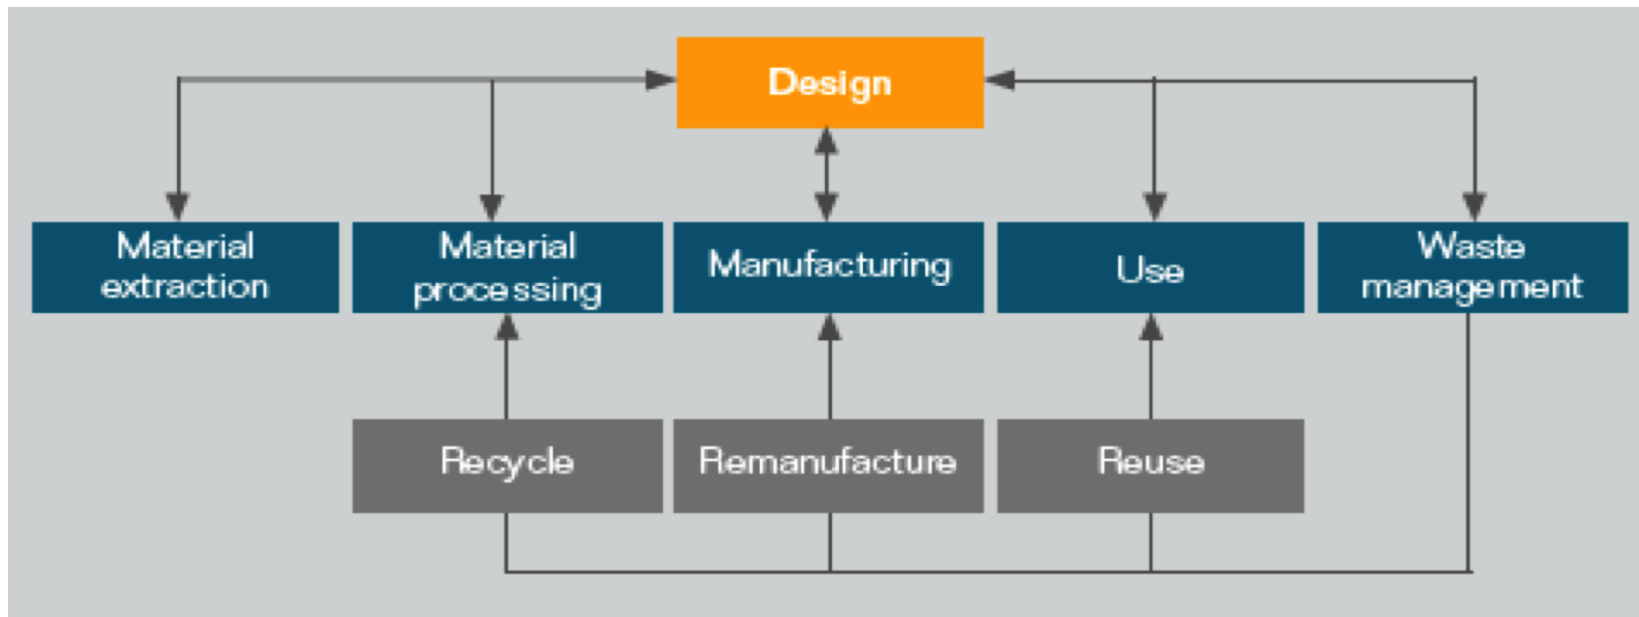 Design
Material
extraction
Material
processing
Manufacturing
Use
Waste
management
Recycle
Remanufacture
Reuse